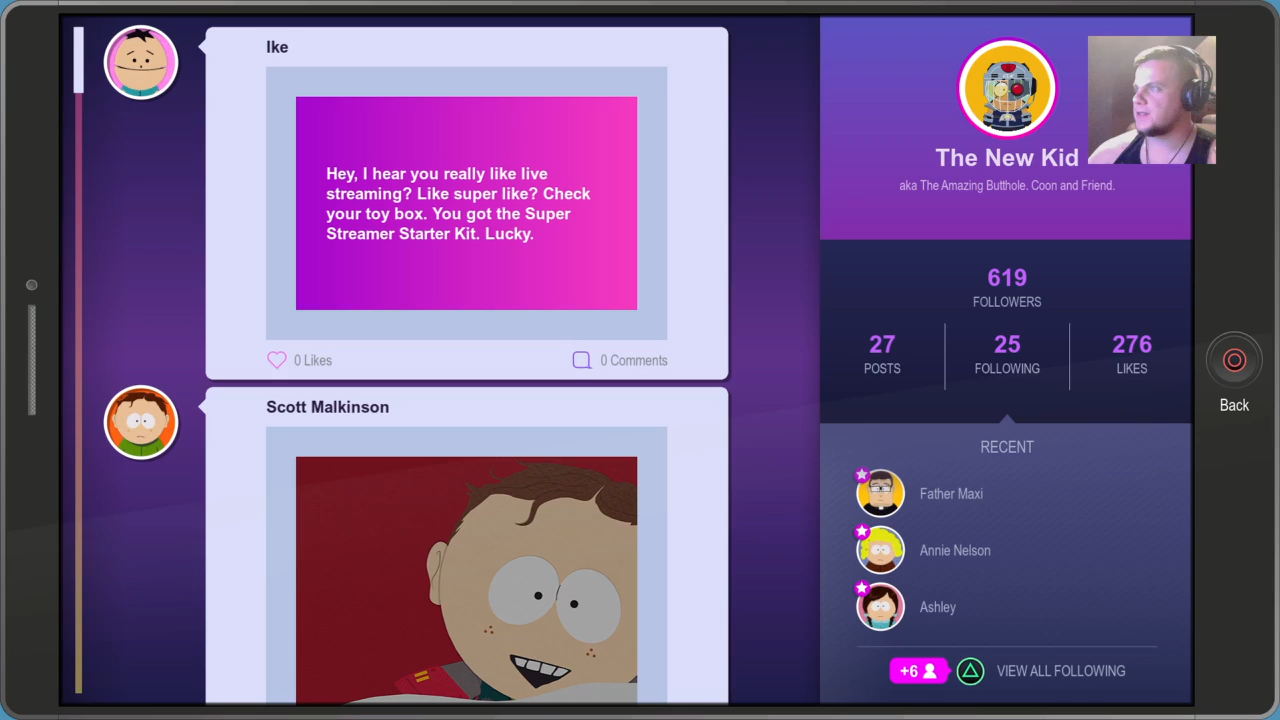 Ike
Hey, I hear you really like live
streaming? Like super like? Check
your toy box. You got the Super
Streamer Starter Kit. Lucky.
0 Likes
0 Comments
Scott Malkinson
The New Kid
aka The Amazing Butthole. Coon and Friend.
619
FOLLOWERS
27
POSTS
25
FOLLOWING
276
LIKES
RECENT
Father Maxi
Annie Nelson
Ashley
+6
VIEW ALL FOLLOWING
Back